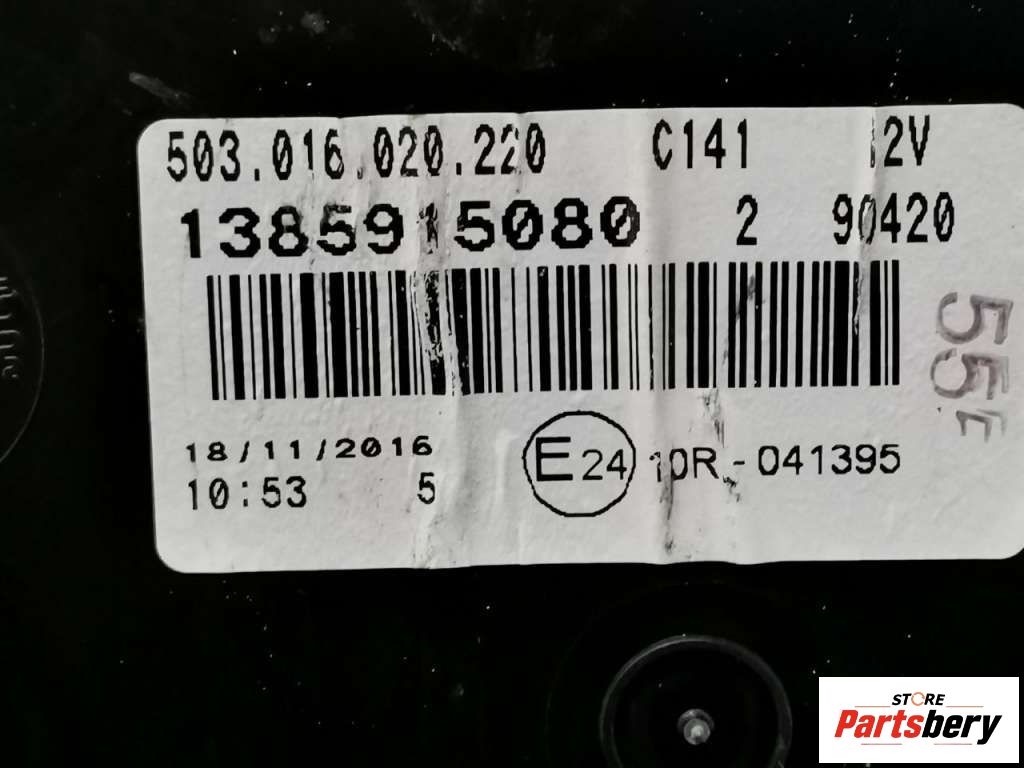 503.016.020.220 C141 12V
1385915080 2 90420
18/11/2016
10:53 5
E24 10R-041395
55E
STORE
Partsbery